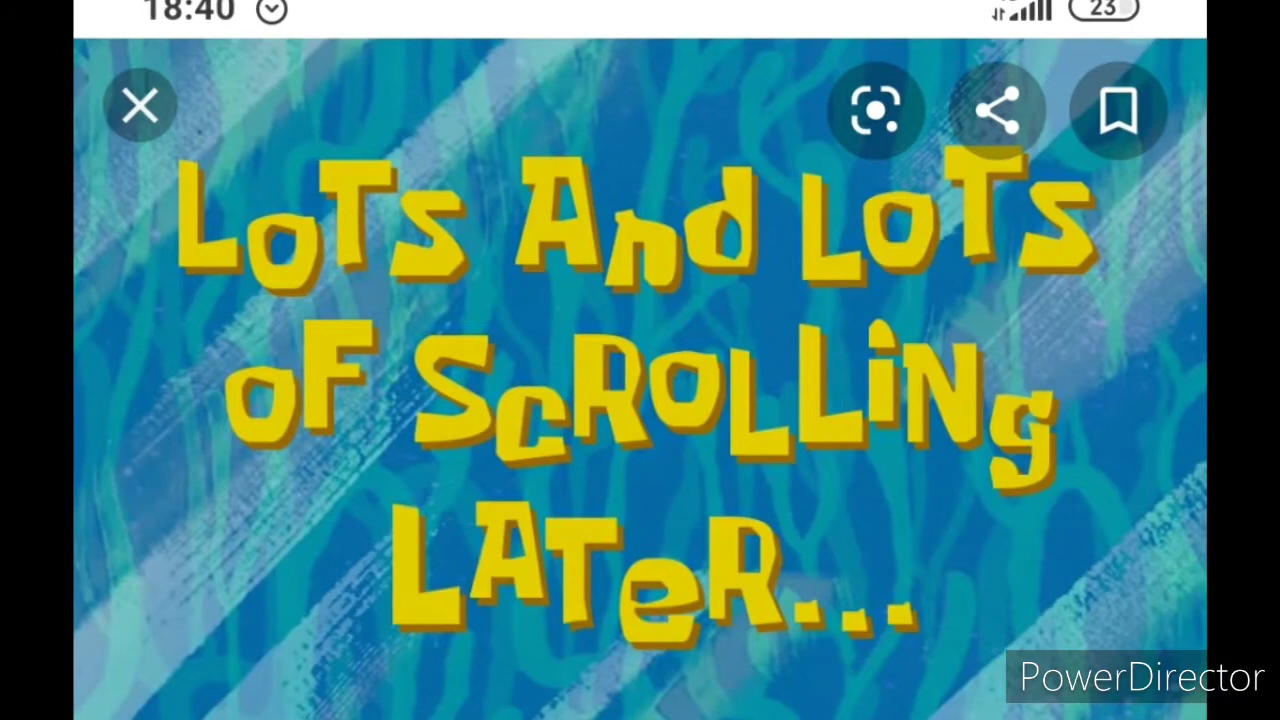 18:40
23
LoTs And LoTs
oF ScRoLLiNg
LATeR...
PowerDirector